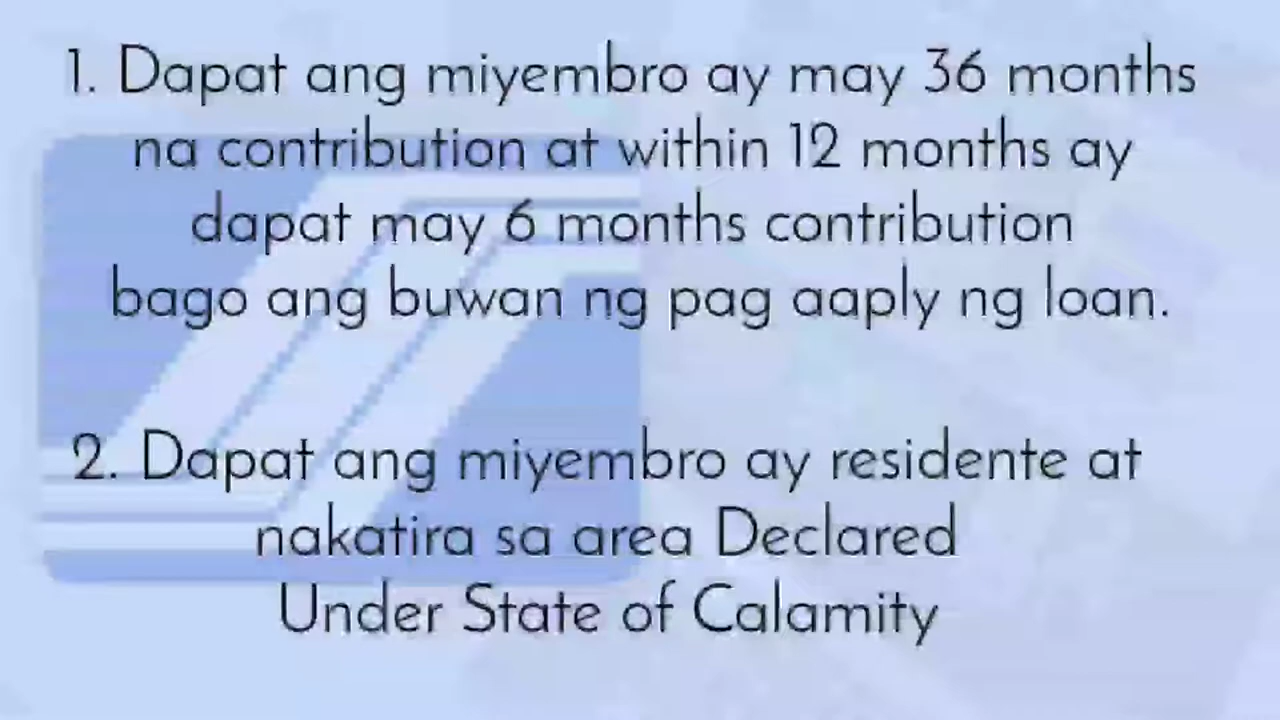 1. Dapat ang miyembro ay may 36 months
na contribution at within 12 months ay
dapat may 6 months contribution
bago ang buwan ng pag aaply ng loan.
2. Dapat ang miyembro ay residente at
nakatira sa area Declared
Under State of Calamity